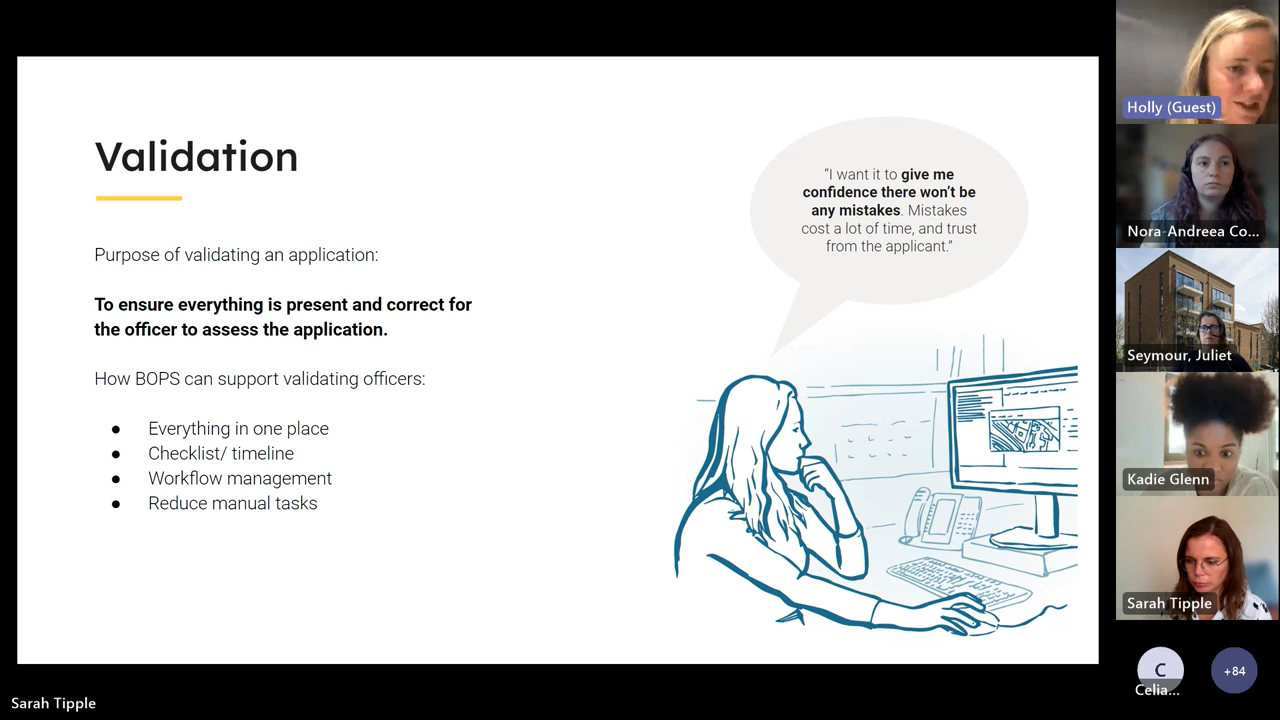 Validation
Purpose of validating an application:
To ensure everything is present and correct for
the officer to assess the application.
How BOPS can support validating officers:
● Everything in one place
● Checklist/ timeline
● Workflow management
● Reduce manual tasks
“I want it to give me
confidence there won’t be
any mistakes. Mistakes
cost a lot of time, and trust
from the applicant.”
Holly (Guest)
Nora-Andreea Co...
Seymour, Juliet
Kadie Glenn
Sarah Tipple
C
Celia...
+84
Sarah Tipple